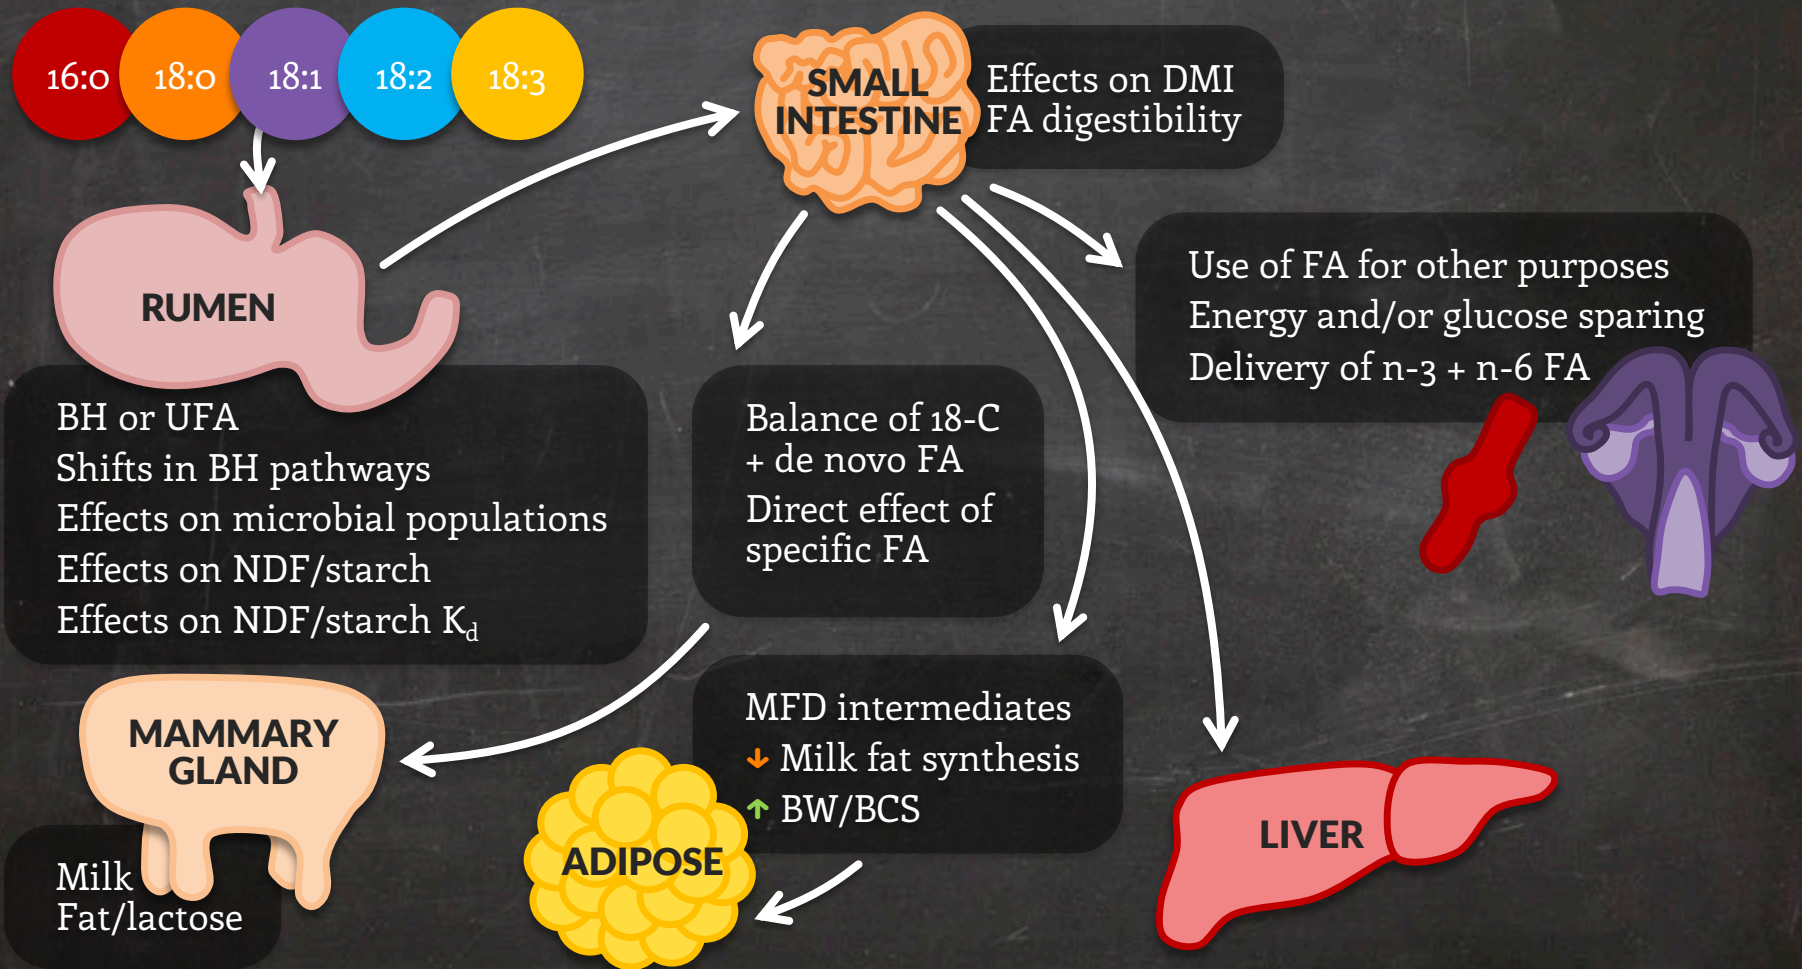 16:0
18:0
18:1
18:2
18:3
SMALL
INTESTINE
Effects on DMI
FA digestibility
RUMEN
BH or UFA
Shifts in BH pathways
Effects on microbial populations
Effects on NDF/starch
Effects on NDF/starch Kd
Balance of 18-C
+ de novo FA
Direct effect of
specific FA
Use of FA for other purposes
Energy and/or glucose sparing
Delivery of n-3 + n-6 FA
MAMMARY
GLAND
Milk
Fat/lactose
MFD intermediates
↓ Milk fat synthesis
↑ BW/BCS
ADIPOSE
LIVER